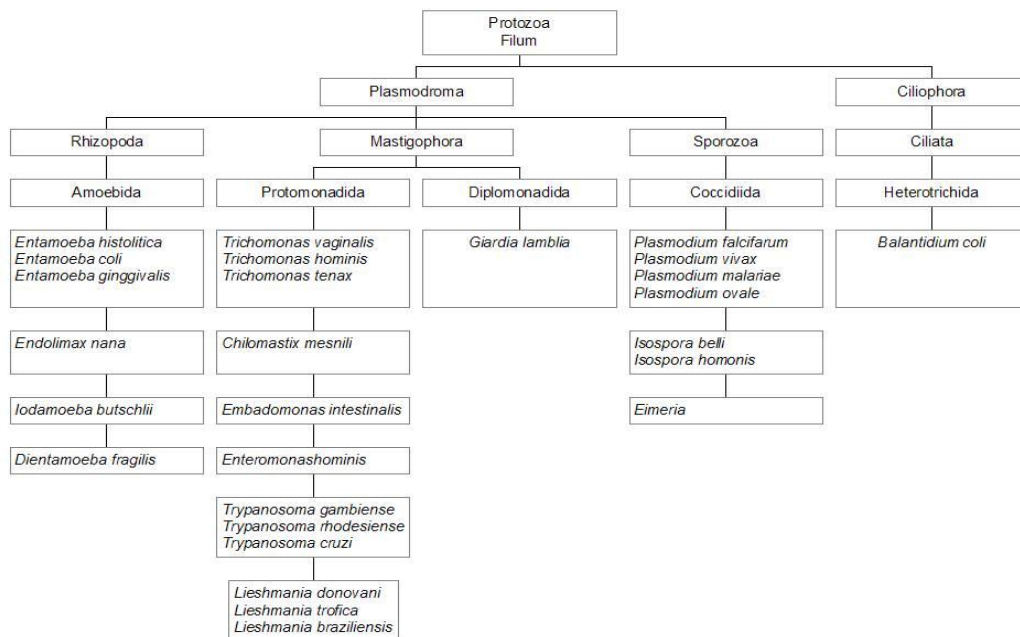 Protozoa
Filum
Plasmodroma
Ciliophora
Rhizopoda
Mastigophora
Sporozoa
Ciliata
Amoebida
Protomonadida
Diplomonadida
Coccidiida
Heterotrichida
Entamoeba histolitica
Entamoeba coli
Entamoeba ginggivalis
Trichomonas vaginalis
Trichomonas hominis
Trichomonas tenax
Giardia lamblia
Plasmodium falcifarum
Plasmodium vivax
Plasmodium malariae
Plasmodium ovale
Balantidium coli
Endolimax nana
Chilomastix mesnili
Isospora belli
Isospora homonis
Iodamoeba butschlii
Embadomonas intestinalis
Eimeria
Dientamoeba fragilis
Enteromonashominis
Trypanosoma gambiense
Trypanosoma rhodesiense
Trypanosoma cruzi
Lieshmania donovani
Lieshmania trofica
Lieshmania braziliensis